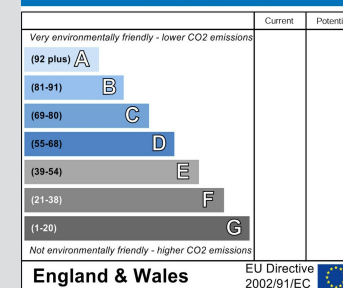 Current Potenti
Very environmentally friendly - lower CO2 emissions
(92 plus) A
(81-91) B
(69-80) C
(55-68) D
(39-54) E
(21-38) F
(1-20) G
Not environmentally friendly - higher CO2 emissions
England & Wales
EU Directive
2002/91/EC